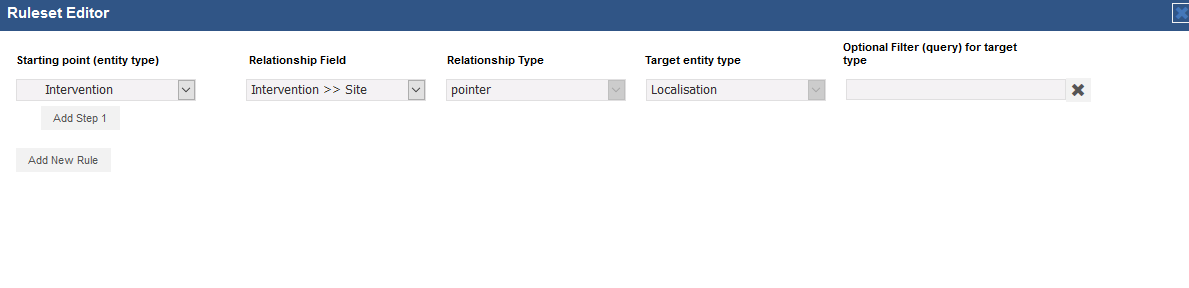 Ruleset Editor
Starting point (entity type) Relationship Field Relationship Type Target entity type Optional Filter (query) for target type
Intervention Intervention >> Site pointer Localisation
Add Step 1
Add New Rule